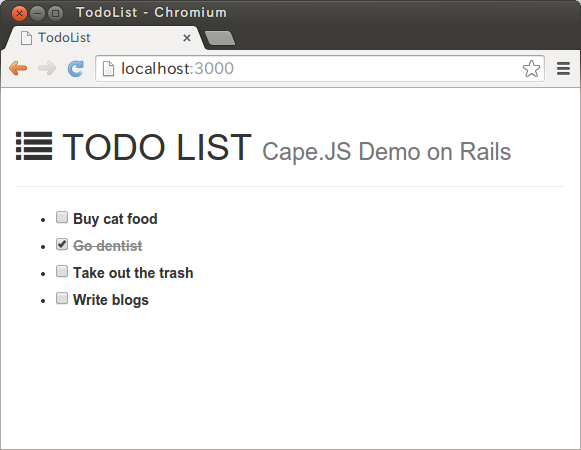 TodoList - Chromium
TodoList
localhost:3000
TODO LIST Cape.JS Demo on Rails
Buy cat food
Go dentist
Take out the trash
Write blogs